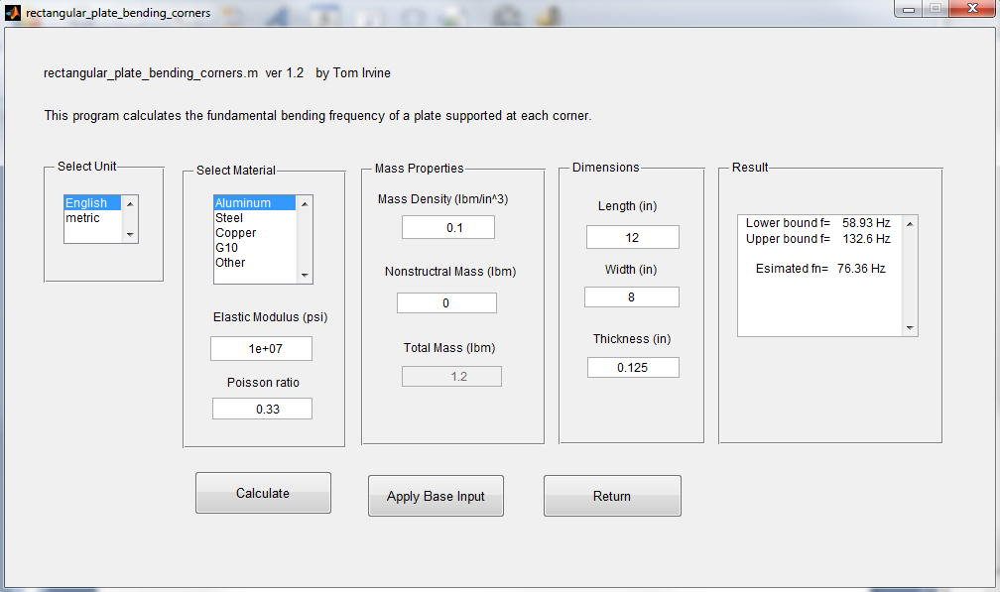 rectangular_plate_bending_corners
rectangular_plate_bending_corners.m ver 1.2 by Tom Irvine
This program calculates the fundamental bending frequency of a plate supported at each corner.
Select Unit
English
metric
Select Material
Aluminum
Steel
Copper
G10
Other
Elastic Modulus (psi)
1e+07
Poisson ratio
0.33
Mass Properties
Mass Density (lbm/in^3)
0.1
Nonstructral Mass (lbm)
0
Total Mass (lbm)
1.2
Dimensions
Length (in)
12
Width (in)
8
Thickness (in)
0.125
Result
Lower bound f= 58.93 Hz
Upper bound f= 132.6 Hz
Esimated fn= 76.36 Hz
Calculate
Apply Base Input
Return